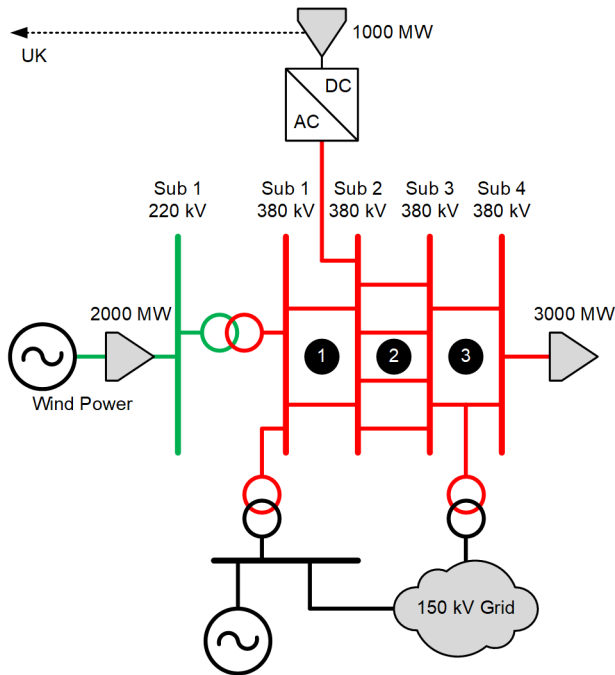 1000 MW
UK
DC
AC
Sub 1
220 kV
Sub 1
380 kV
Sub 2
380 kV
Sub 3
380 kV
Sub 4
380 kV
2000 MW
3000 MW
1
2
3
Wind Power
150 kV Grid